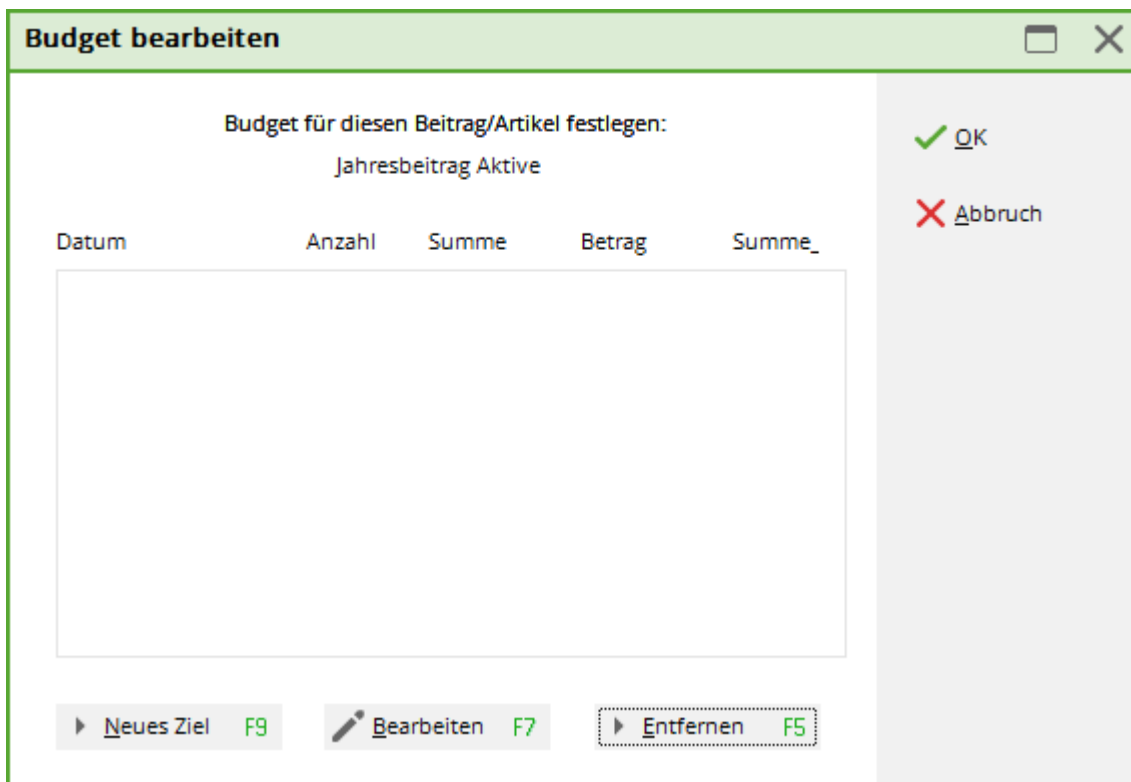 Budget bearbeiten
Budget für diesen Beitrag/Artikel festlegen:
Jahresbeitrag Aktive
OK
Abbruch
Datum Anzahl Summe Betrag Summe_
Neues Ziel F9 Bearbeiten F7 Entfernen F5